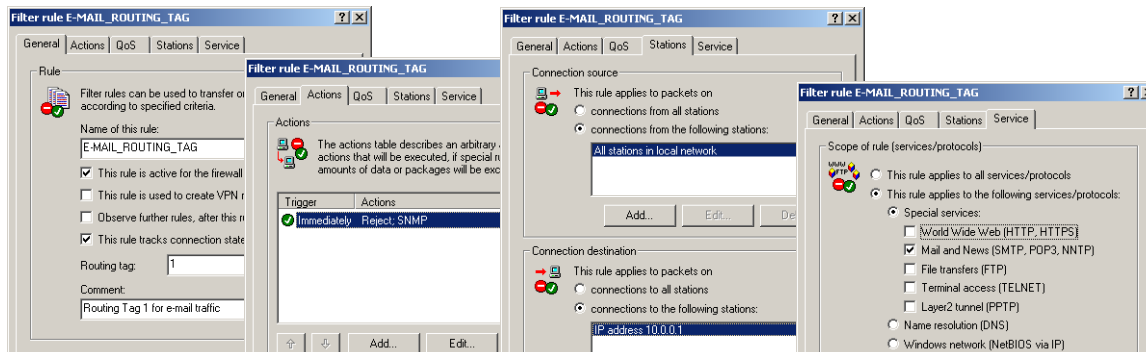 Filter rule E-MAIL_ROUTING_TAG
General Actions QoS Stations Service
Rule
Filter rules can be used to transfer or
according to specified criteria.
Name of this rule:
E-MAIL_ROUTING_TAG
This rule is active for the firewall
This rule is used to create VPN
Observe further rules, after this
This rule tracks connection state
Routing tag: 1
Comment:
Routing Tag 1 for e-mail traffic
Filter rule E-MAIL_ROUTING_TAG
General Actions QoS Stations Service
Actions
The actions table describes an arbitrary
actions that will be executed, if special
amounts of data or packages will be exc
Trigger Actions
Immediately Reject; SNMP
Add... Edit...
Filter rule E-MAIL_ROUTING_TAG
General Actions QoS Stations Service
Connection source
This rule applies to packets on
connections from all stations
connections from the following stations:
All stations in local network
Add... Edit... De
Connection destination
This rule applies to packets on
connections to all stations
connections to the following stations:
IP address 10.0.0.1
Filter rule E-MAIL_ROUTING_TAG
General Actions QoS Stations Service
Scope of rule (services/protocols)
WWW
FTP
This rule applies to all services/protocols
This rule applies to the following services/protocols:
Special services:
World Wide Web (HTTP, HTTPS)
Mail and News (SMTP, POP3, NNTP)
File transfers (FTP)
Terminal access (TELNET)
Layer2 tunnel (PPTP)
Name resolution (DNS)
Windows network (NetBIOS via IP)